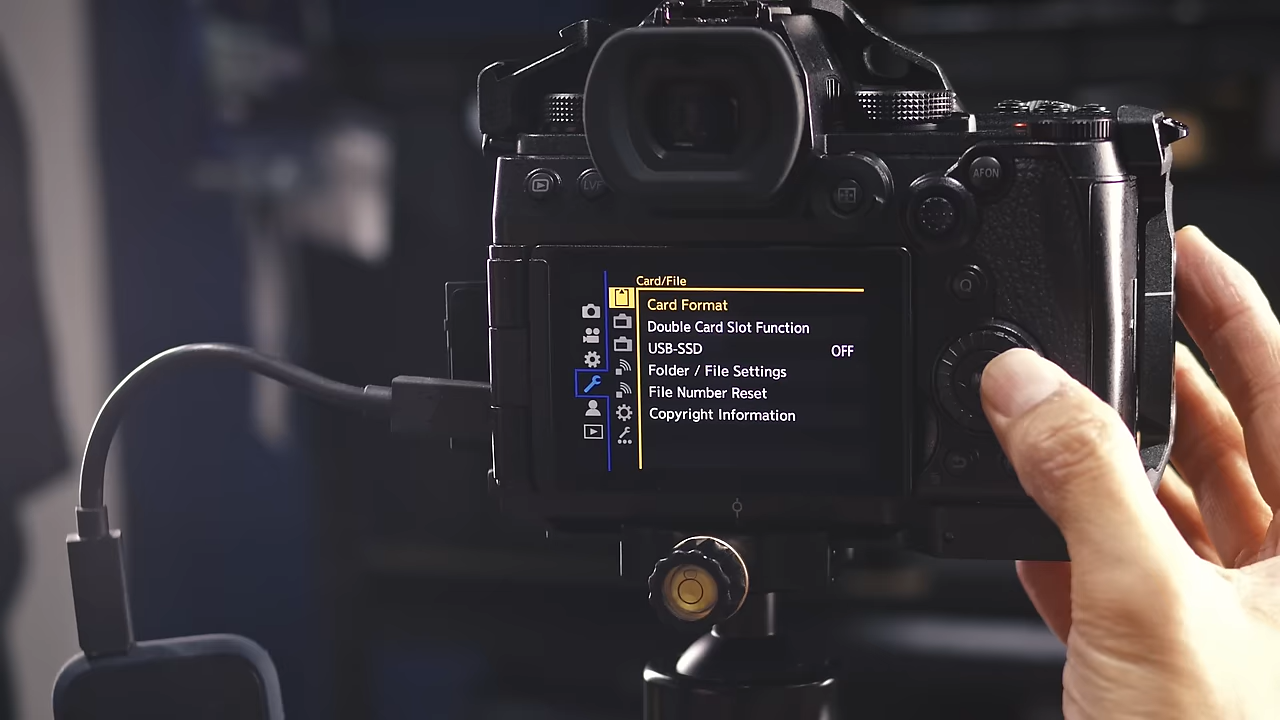 LVF
AFON
Q
Card/File
Card Format
Double Card Slot Function
USB-SSD OFF
Folder / File Settings
File Number Reset
Copyright Information